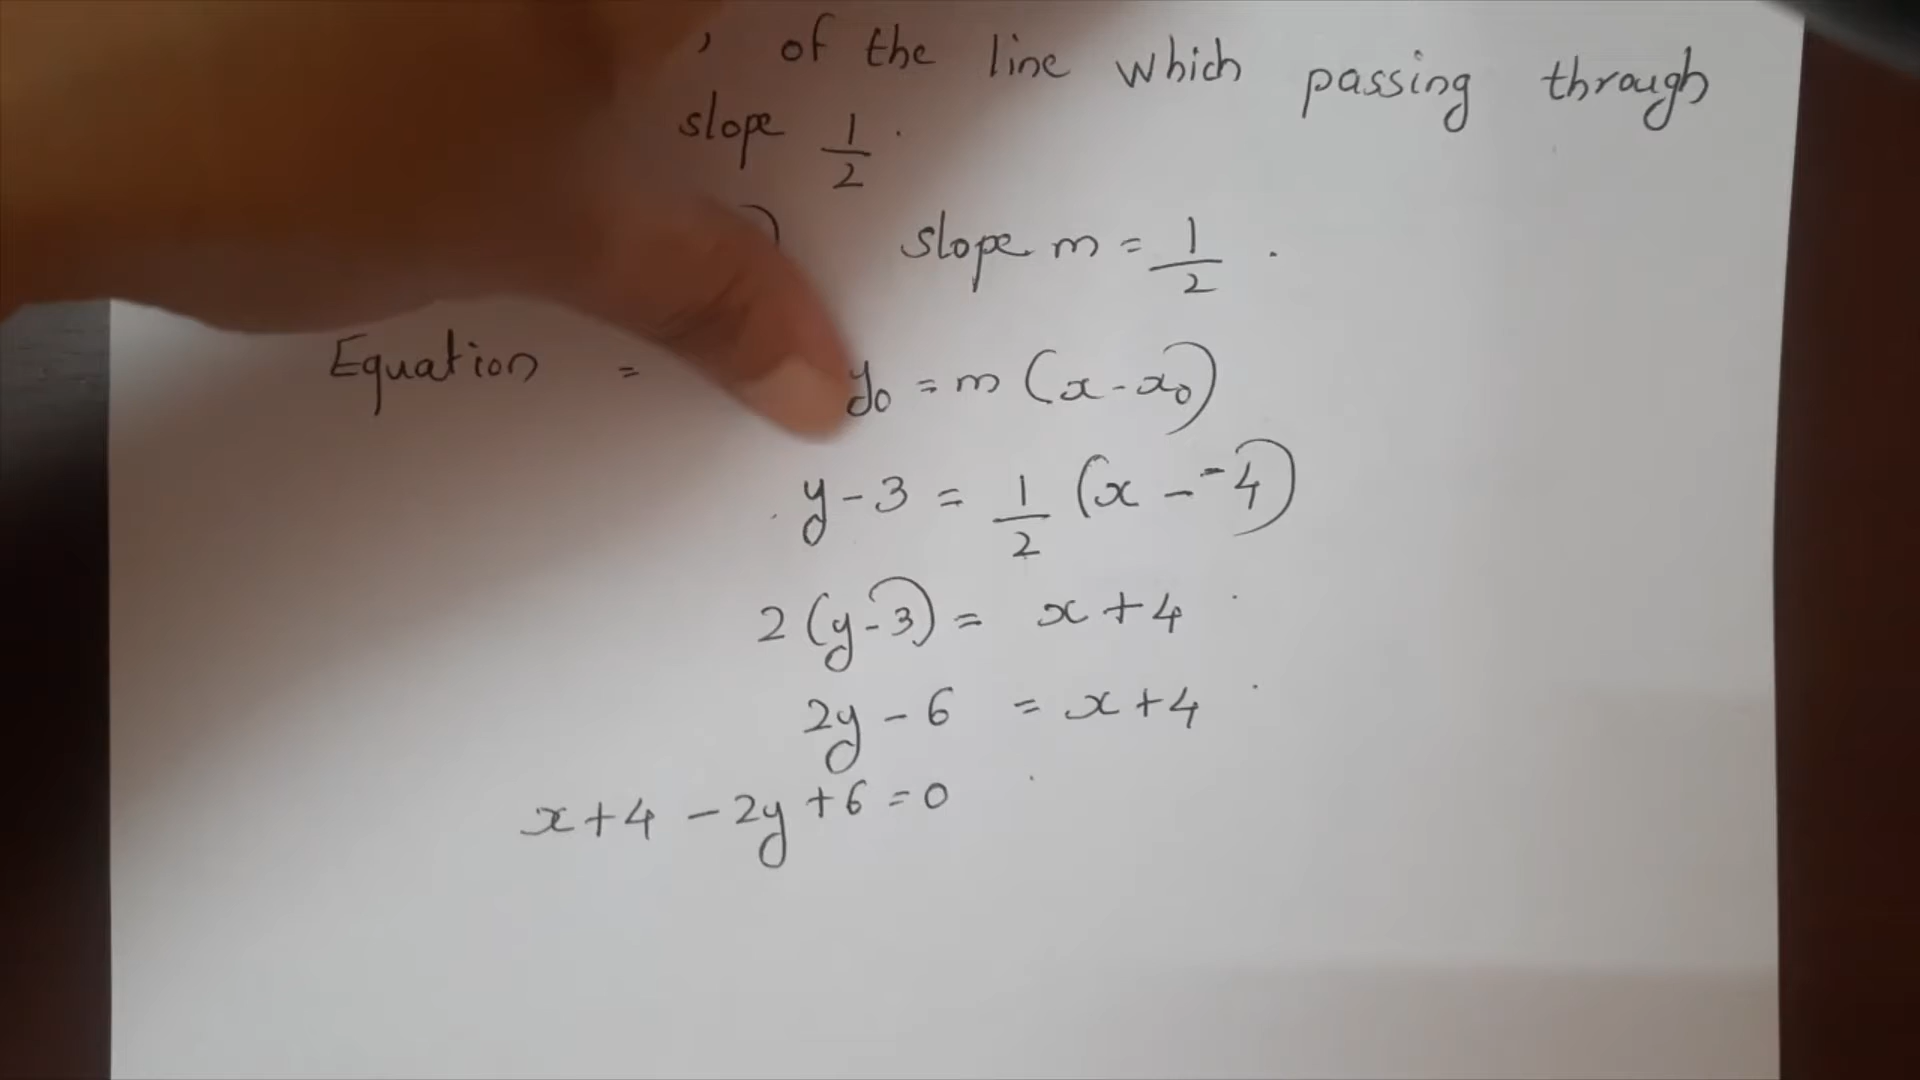 , of the line which passing through
slope 1/2.
) slope m = 1/2.
Equation = y₀ = m(x-x₀)
y-3 = 1/2 (x - -4)
2(y-3) = x+4
2y-6 = x+4
x+4-2y+6=0